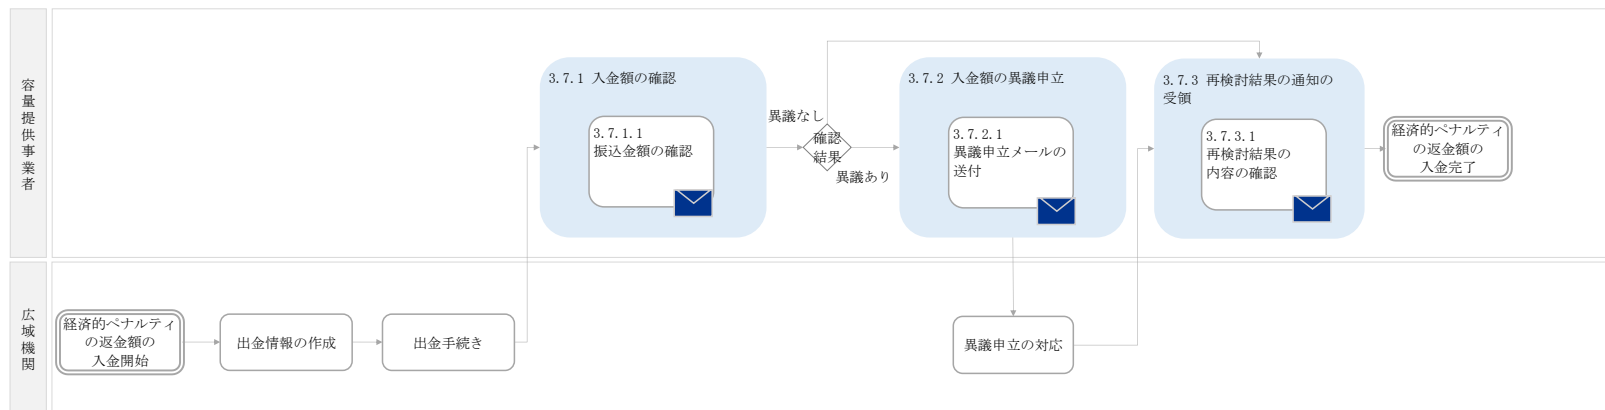 容量提供事業者
3.7.1 入金額の確認
3.7.1.1
振込金額の確認
異議なし
確認
結果
異議あり
3.7.2 入金額の異議申立
3.7.2.1
異議申立メールの
送付
3.7.3 再検討結果の通知の
受領
3.7.3.1
再検討結果の
内容の確認
経済的ペナルティ
の返金額の
入金完了
広域機関
経済的ペナルティ
の返金額の
入金開始
出金情報の作成
出金手続き
異議申立の対応